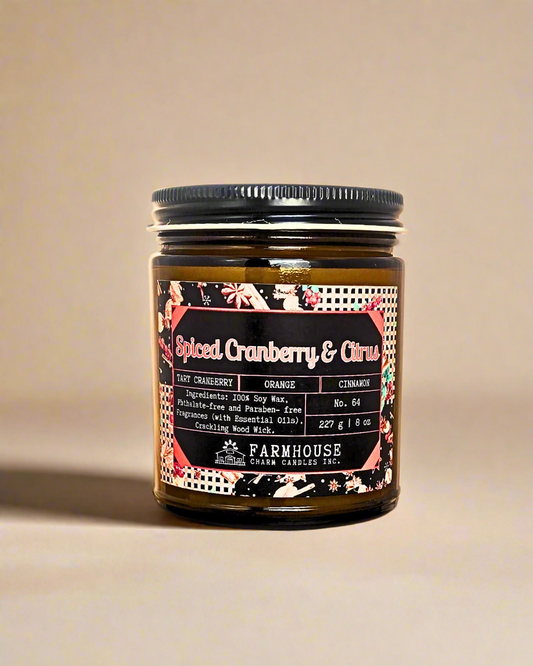 Spiced Cranberry & Citrus
TART CRANBERRY
ORANGE
CINNAMON
Ingredients: 100% Soy Wax,
Phthalate-free and Paraben- free
Fragrances (with Essential Oils).
Crackling Wood Wick.
No. 64
227 g | 8 oz
FARMHOUSE
CHARM CANDLES INC.